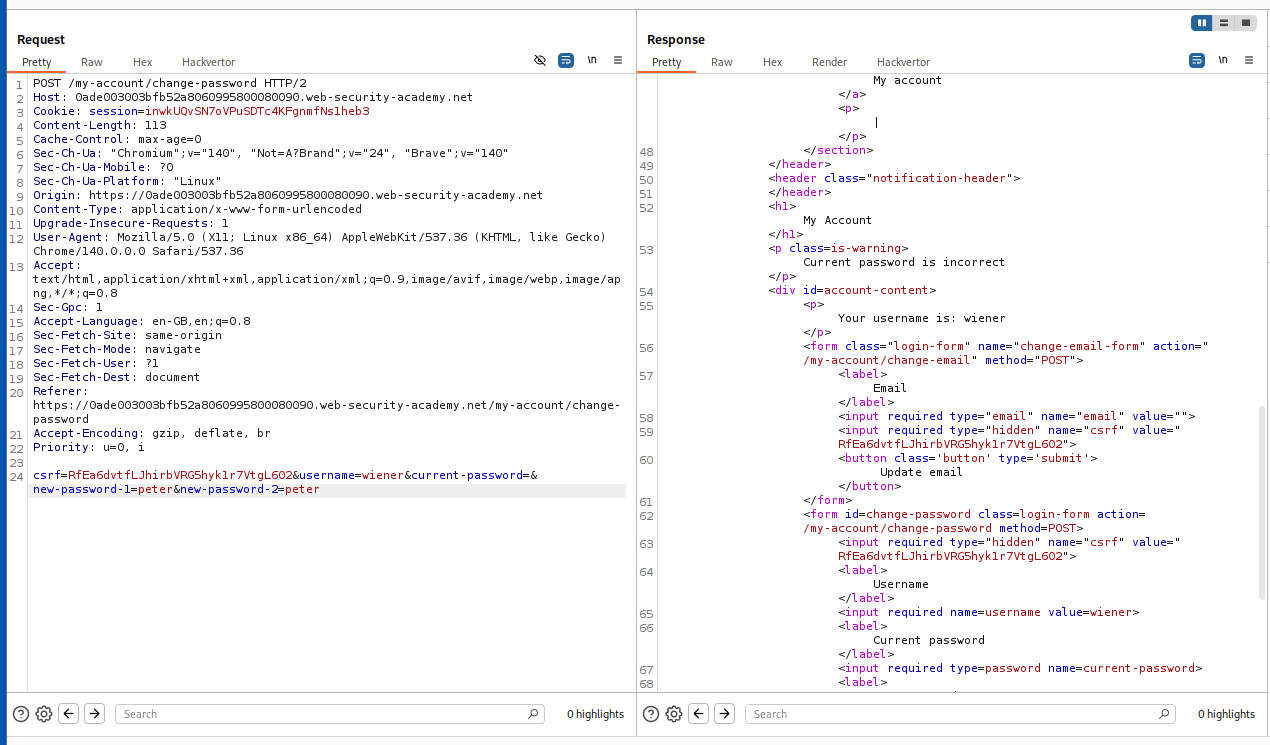 Request
Pretty Raw Hex Hackvertor \n
1 POST /my-account/change-password HTTP/2
2 Host: 0ade003003bfb52a8060995800080090.web-security-academy.net
3 Cookie: session=inwkUQvSN7oVPuSDTc4KFgnmfNs1heb3
4 Content-Length: 113
5 Cache-Control: max-age=0
6 Sec-Ch-Ua: "Chromium";v="140", "Not=A?Brand";v="24", "Brave";v="140"
7 Sec-Ch-Ua-Mobile: ?0
8 Sec-Ch-Ua-Platform: "Linux"
9 Origin: https://0ade003003bfb52a8060995800080090.web-security-academy.net
10 Content-Type: application/x-www-form-urlencoded
11 Upgrade-Insecure-Requests: 1
12 User-Agent: Mozilla/5.0 (X11; Linux x86_64) AppleWebKit/537.36 (KHTML, like Gecko)
Chrome/140.0.0.0 Safari/537.36
13 Accept:
text/html,application/xhtml+xml,application/xml;q=0.9,image/avif,image/webp,image/ap
ng,*/*;q=0.8
14 Sec-Gpc: 1
15 Accept-Language: en-GB,en;q=0.8
16 Sec-Fetch-Site: same-origin
17 Sec-Fetch-Mode: navigate
18 Sec-Fetch-User: ?1
19 Sec-Fetch-Dest: document
20 Referer:
https://0ade003003bfb52a8060995800080090.web-security-academy.net/my-account/change-
password
21 Accept-Encoding: gzip, deflate, br
22 Priority: u=0, i
23
24 csrf=RfEa6dvtfLJhirbVRG5hyk1r7VtgL602&username=wiener&current-password=&
new-password-1=peter&new-password-2=peter
Search
0 highlights
Response
Pretty Raw Hex Render Hackvertor \n
My account
</a>
<p>
|
</p>
48 </section>
49 </header>
50 <header class="notification-header">
51 </header>
52 <h1>
My Account
</h1>
53 <p class=is-warning>
Current password is incorrect
</p>
54 <div id=account-content>
55 <p>
Your username is: wiener
</p>
56 <form class="login-form" name="change-email-form" action="
/my-account/change-email" method="POST">
57 <label>
Email
</label>
58 <input required type="email" name="email" value="">
59 <input required type="hidden" name="csrf" value="
RfEa6dvtfLJhirbVRG5hyk1r7VtgL602">
60 <button class='button' type='submit'>
Update email
</button>
61 </form>
62 <form id=change-password class=login-form action=
/my-account/change-password method=POST>
63 <input required type="hidden" name="csrf" value="
RfEa6dvtfLJhirbVRG5hyk1r7VtgL602">
64 <label>
Username
</label>
65 <input required name=username value=wiener>
66 <label>
Current password
</label>
67 <input required type=password name=current-password>
68 <label>
Search
0 highlights